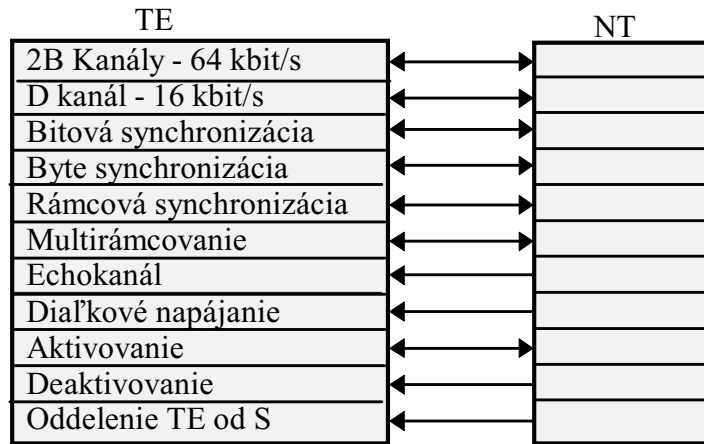 TE
NT
2B Kanály - 64 kbit/s
D kanál - 16 kbit/s
Bitová synchronizácia
Byte synchronizácia
Rámcová synchronizácia
Multirámcovanie
Echokanál
Diaľkové napájanie
Aktivovanie
Deaktivovanie
Oddelenie TE od S